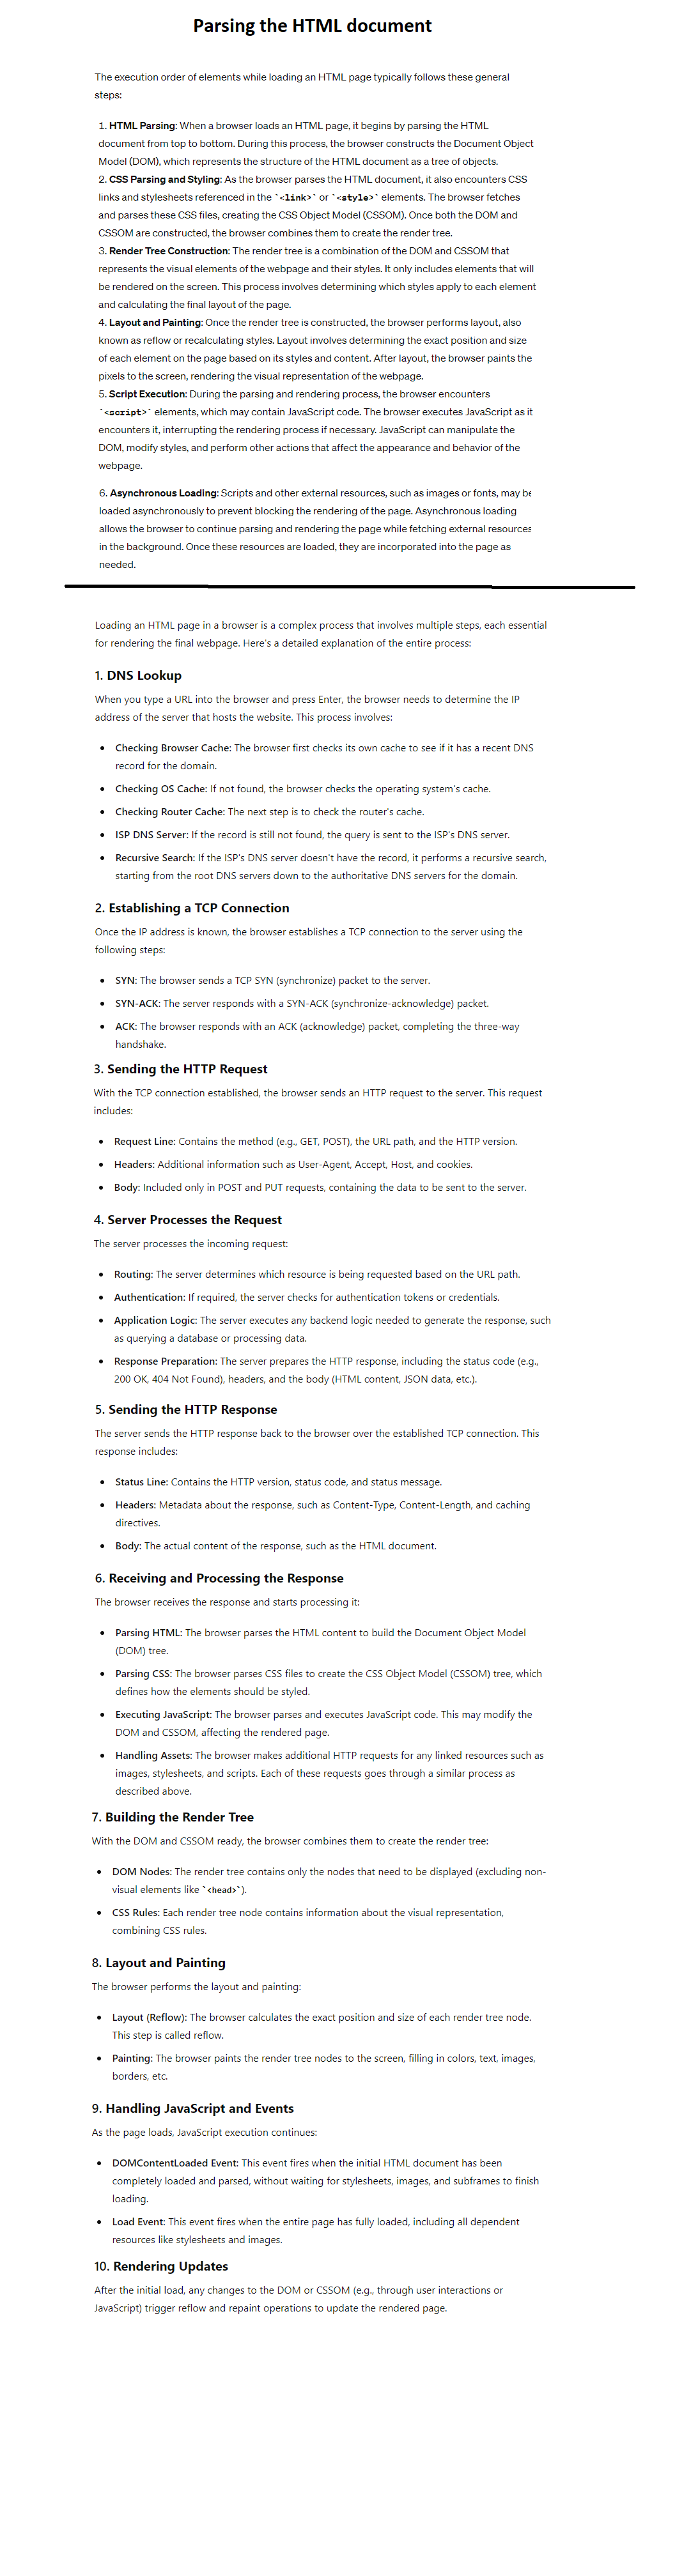 Parsing the HTML document
The execution order of elements while loading an HTML page typically follows these general
steps:
1. HTML Parsing: When a browser loads an HTML page, it begins by parsing the HTML
document from top to bottom. During this process, the browser constructs the Document Object
Model (DOM), which represents the structure of the HTML document as a tree of objects.
2. CSS Parsing and Styling: As the browser parses the HTML document, it also encounters CSS
links and stylesheets referenced in the `<link>` or `<style>` elements. The browser fetches
and parses these CSS files, creating the CSS Object Model (CSSOM). Once both the DOM and
CSSOM are constructed, the browser combines them to create the render tree.
3. Render Tree Construction: The render tree is a combination of the DOM and CSSOM that
represents the visual elements of the webpage and their styles. It only includes elements that will
be rendered on the screen. This process involves determining which styles apply to each element
and calculating the final layout of the page.
4. Layout and Painting: Once the render tree is constructed, the browser performs layout, also
known as reflow or recalculating styles. Layout involves determining the exact position and size
of each element on the page based on its styles and content. After layout, the browser paints the
pixels to the screen, rendering the visual representation of the webpage.
5. Script Execution: During the parsing and rendering process, the browser encounters
`<script>` elements, which may contain JavaScript code. The browser executes JavaScript as it
encounters it, interrupting the rendering process if necessary. JavaScript can manipulate the
DOM, modify styles, and perform other actions that affect the appearance and behavior of the
webpage.
6. Asynchronous Loading: Scripts and other external resources, such as images or fonts, may be
loaded asynchronously to prevent blocking the rendering of the page. Asynchronous loading
allows the browser to continue parsing and rendering the page while fetching external resources
in the background. Once these resources are loaded, they are incorporated into the page as
needed.
Loading an HTML page in a browser is a complex process that involves multiple steps, each essential
for rendering the final webpage. Here's a detailed explanation of the entire process:
1. DNS Lookup
When you type a URL into the browser and press Enter, the browser needs to determine the IP
address of the server that hosts the website. This process involves:
• Checking Browser Cache: The browser first checks its own cache to see if it has a recent DNS
record for the domain.
• Checking OS Cache: If not found, the browser checks the operating system's cache.
• Checking Router Cache: The next step is to check the router's cache.
• ISP DNS Server: If the record is still not found, the query is sent to the ISP's DNS server.
• Recursive Search: If the ISP's DNS server doesn't have the record, it performs a recursive search,
starting from the root DNS servers down to the authoritative DNS servers for the domain.
2. Establishing a TCP Connection
Once the IP address is known, the browser establishes a TCP connection to the server using the
following steps:
• SYN: The browser sends a TCP SYN (synchronize) packet to the server.
• SYN-ACK: The server responds with a SYN-ACK (synchronize-acknowledge) packet.
• ACK: The browser responds with an ACK (acknowledge) packet, completing the three-way
handshake.
3. Sending the HTTP Request
With the TCP connection established, the browser sends an HTTP request to the server. This request
includes:
• Request Line: Contains the method (e.g., GET, POST), the URL path, and the HTTP version.
• Headers: Additional information such as User-Agent, Accept, Host, and cookies.
• Body: Included only in POST and PUT requests, containing the data to be sent to the server.
4. Server Processes the Request
The server processes the incoming request:
• Routing: The server determines which resource is being requested based on the URL path.
• Authentication: If required, the server checks for authentication tokens or credentials.
• Application Logic: The server executes any backend logic needed to generate the response, such
as querying a database or processing data.
• Response Preparation: The server prepares the HTTP response, including the status code (e.g.,
200 OK, 404 Not Found), headers, and the body (HTML content, JSON data, etc.).
5. Sending the HTTP Response
The server sends the HTTP response back to the browser over the established TCP connection. This
response includes:
• Status Line: Contains the HTTP version, status code, and status message.
• Headers: Metadata about the response, such as Content-Type, Content-Length, and caching
directives.
• Body: The actual content of the response, such as the HTML document.
6. Receiving and Processing the Response
The browser receives the response and starts processing it:
• Parsing HTML: The browser parses the HTML content to build the Document Object Model
(DOM) tree.
• Parsing CSS: The browser parses CSS files to create the CSS Object Model (CSSOM) tree, which
defines how the elements should be styled.
• Executing JavaScript: The browser parses and executes JavaScript code. This may modify the
DOM and CSSOM, affecting the rendered page.
• Handling Assets: The browser makes additional HTTP requests for any linked resources such as
images, stylesheets, and scripts. Each of these requests goes through a similar process as
described above.
7. Building the Render Tree
With the DOM and CSSOM ready, the browser combines them to create the render tree:
• DOM Nodes: The render tree contains only the nodes that need to be displayed (excluding non-
visual elements like `<head>`).
• CSS Rules: Each render tree node contains information about the visual representation,
combining CSS rules.
8. Layout and Painting
The browser performs the layout and painting:
• Layout (Reflow): The browser calculates the exact position and size of each render tree node.
This step is called reflow.
• Painting: The browser paints the render tree nodes to the screen, filling in colors, text, images,
borders, etc.
9. Handling JavaScript and Events
As the page loads, JavaScript execution continues:
• DOMContentLoaded Event: This event fires when the initial HTML document has been
completely loaded and parsed, without waiting for stylesheets, images, and subframes to finish
loading.
• Load Event: This event fires when the entire page has fully loaded, including all dependent
resources like stylesheets and images.
10. Rendering Updates
After the initial load, any changes to the DOM or CSSOM (e.g., through user interactions or
JavaScript) trigger reflow and repaint operations to update the rendered page.